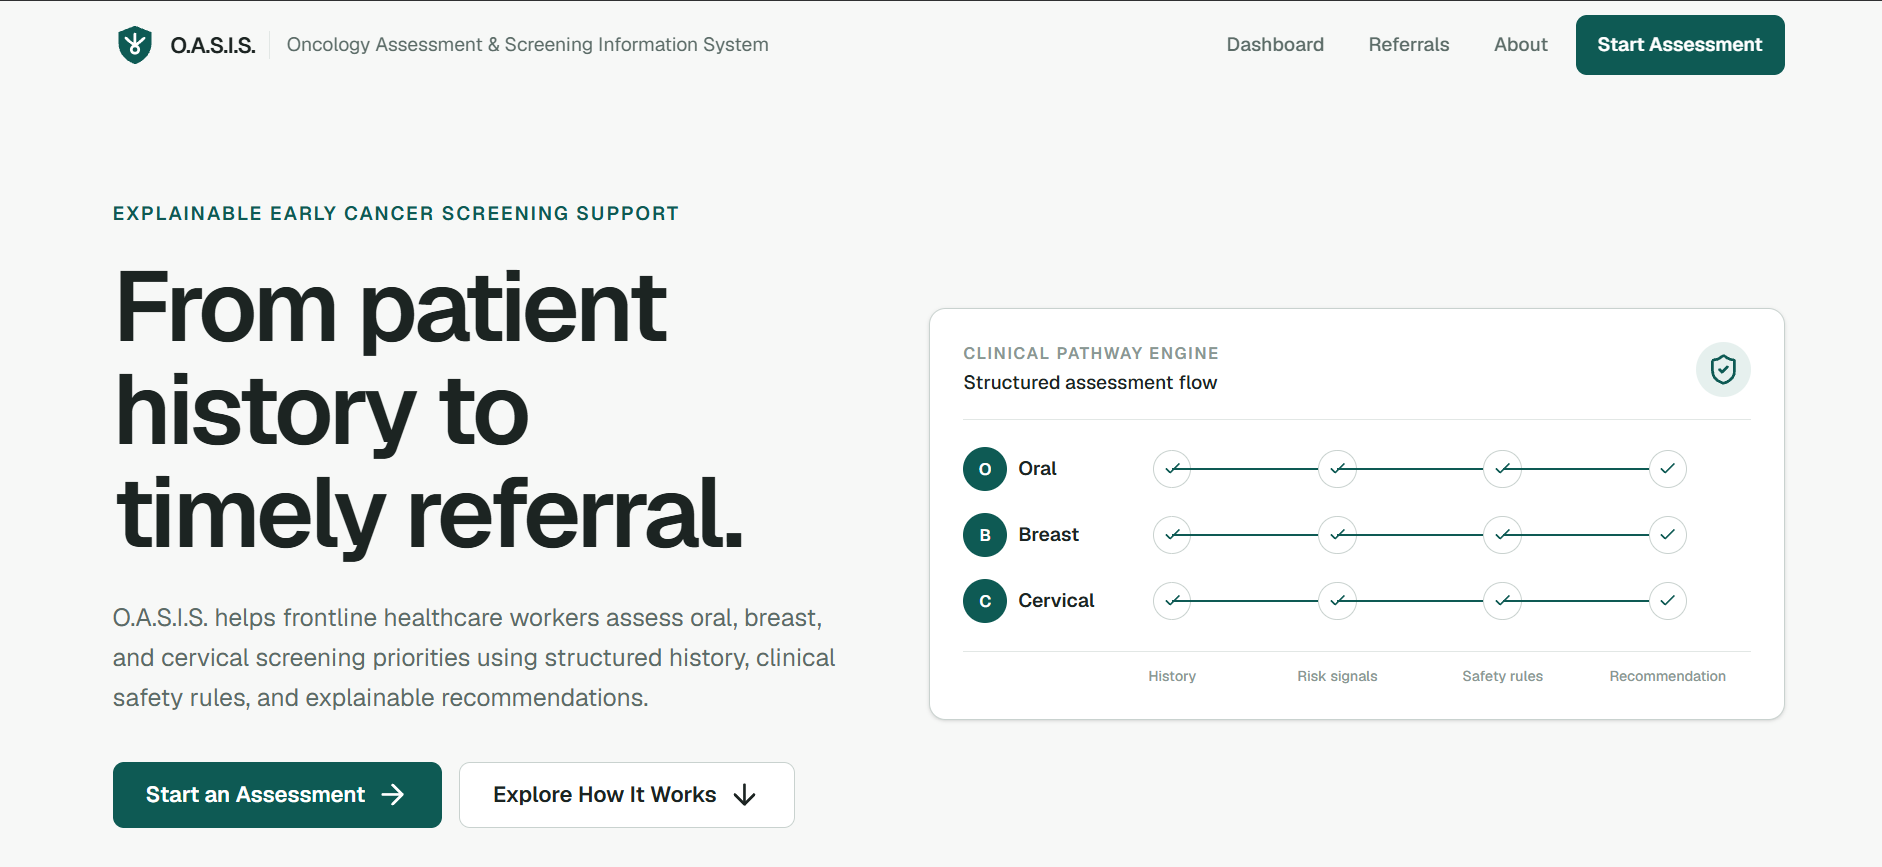 O.A.S.I.S.
Oncology Assessment & Screening Information System
Dashboard
Referrals
About
Start Assessment
EXPLAINABLE EARLY CANCER SCREENING SUPPORT
From patient
history to
timely referral.
O.A.S.I.S. helps frontline healthcare workers assess oral, breast,
and cervical screening priorities using structured history, clinical
safety rules, and explainable recommendations.
Start an Assessment
Explore How It Works
CLINICAL PATHWAY ENGINE
Structured assessment flow
O Oral
B Breast
C Cervical
History
Risk signals
Safety rules
Recommendation